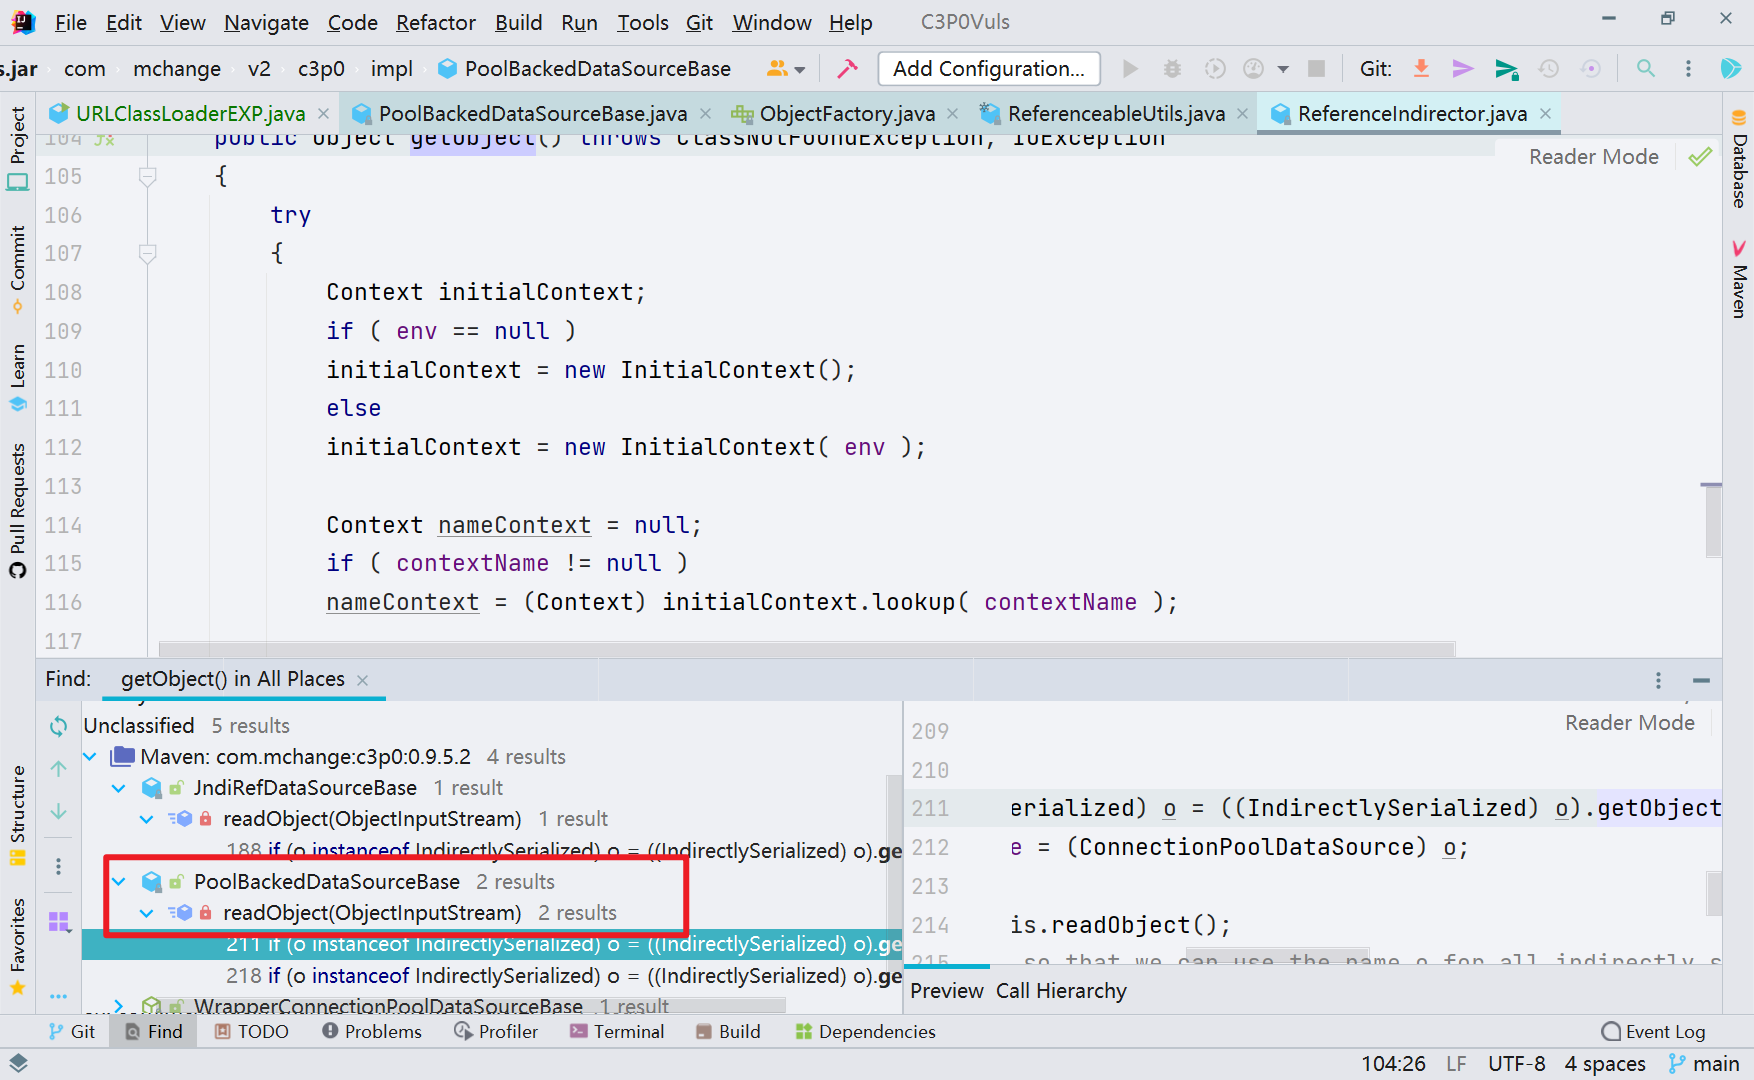 File Edit View Navigate Code Refactor Build Run Tools Git Window Help C3P0Vuls
s.jar com mchange v2 c3p0 impl PoolBackedDataSourceBase Add Configuration... Git:
URLClassLoaderEXP.java PoolBackedDataSourceBase.java ObjectFactory.java ReferenceableUtils.java ReferenceIndirector.java
104 public Object getObject() throws ClassNotFoundException, IOException
Reader Mode
105 {
106 try
107 {
108 Context initialContext;
109 if ( env == null )
110 initialContext = new InitialContext();
111 else
112 initialContext = new InitialContext( env );
113
114 Context nameContext = null;
115 if ( contextName != null )
116 nameContext = (Context) initialContext.lookup( contextName );
117
Project
Commit
Learn
Pull Requests
Structure
Favorites
Database
Maven
Find: getObject() in All Places
Unclassified 5 results
Maven: com.mchange:c3p0:0.9.5.2 4 results
JndiRefDataSourceBase 1 result
readObject(ObjectInputStream) 1 result
188 if (o instanceof IndirectlySerialized) o = ((IndirectlySerialized) o).ge
PoolBackedDataSourceBase 2 results
readObject(ObjectInputStream) 2 results
211 if (o instanceof IndirectlySerialized) o = ((IndirectlySerialized) o).ge
218 if (o instanceof IndirectlySerialized) o = ((IndirectlySerialized) o).ge
WrapperConnectionPoolDataSourceBase 1 result
Reader Mode
209
210
211 erialized) o = ((IndirectlySerialized) o).getObject
212 e = (ConnectionPoolDataSource) o;
213
214 is.readObject();
215 so that we can use the name o for all indirectly s
Preview Call Hierarchy
Git Find TODO Problems Profiler Terminal Build Dependencies Event Log
104:26 LF UTF-8 4 spaces main